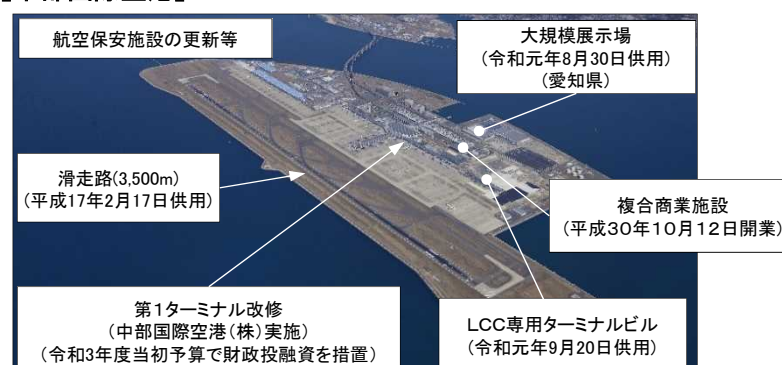 航空保安施設の更新等
大規模展示場
(令和元年8月30日供用)
(愛知県)
滑走路(3,500m)
(平成17年2月17日供用)
複合商業施設
(平成30年10月12日開業)
第1ターミナル改修
(中部国際空港(株)実施)
(令和3年度当初予算で財政投融資を措置)
LCC専用ターミナルビル
(令和元年9月20日供用)